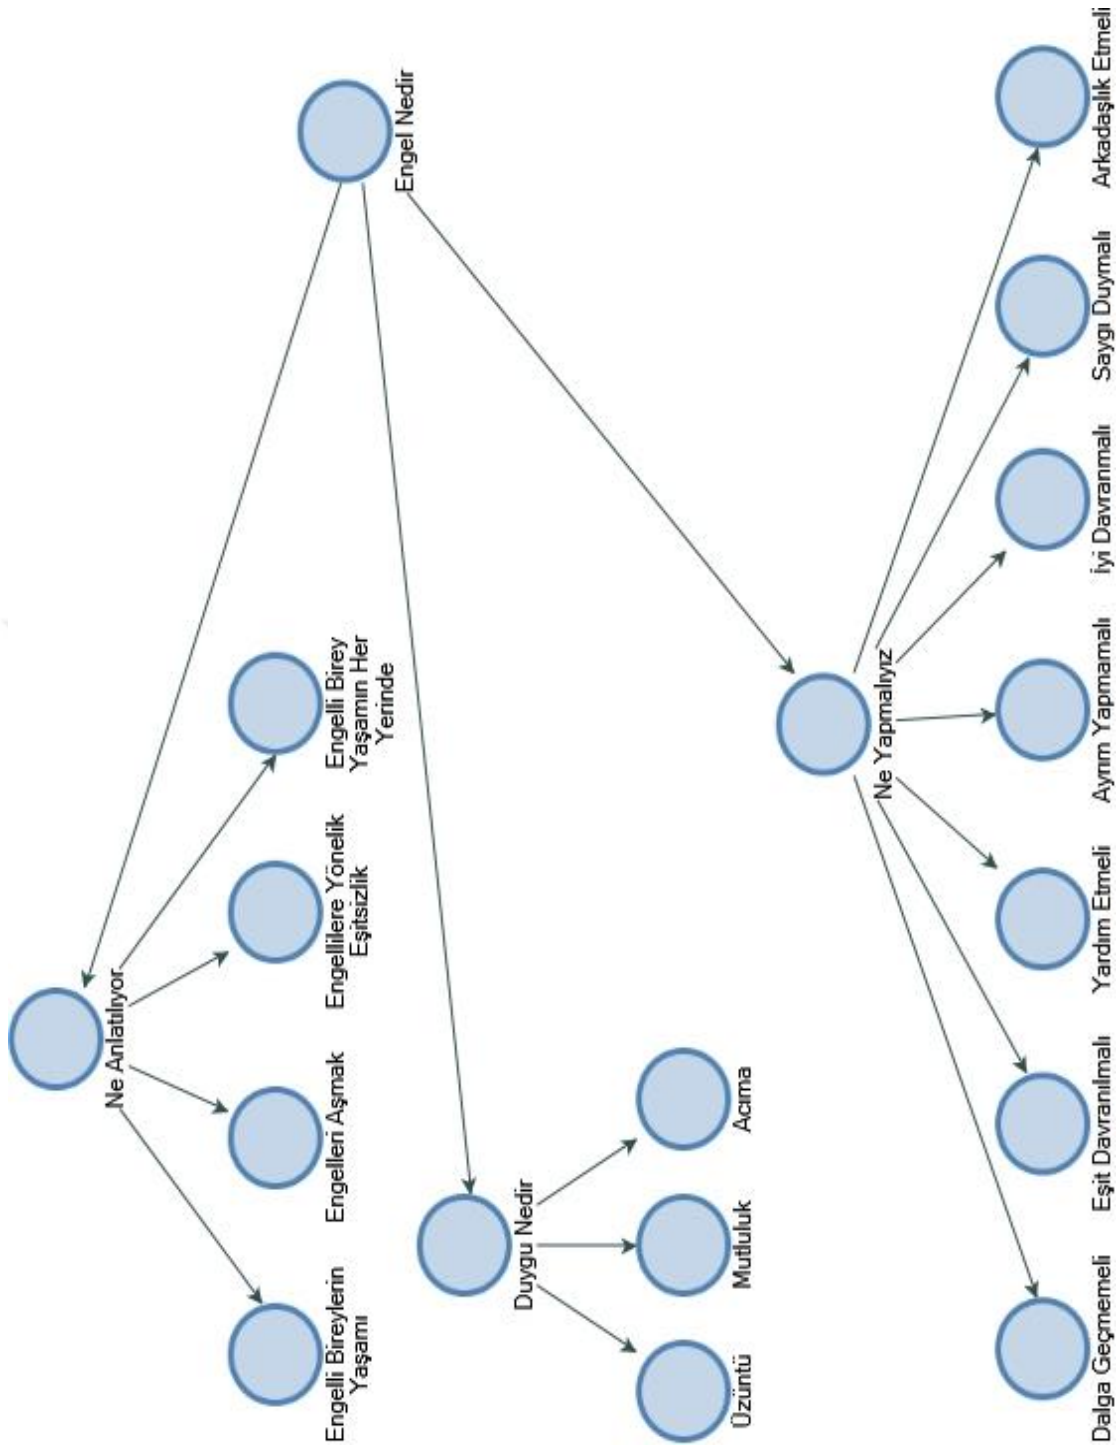 Engel Nedir
Ne Anlatılıyor
Engelli Bireylerin
Yaşamı
Engelleri Aşmak
Engellilere Yönelik
Eşitsizlik
Engelli Birey
Yaşamın Her
Yerinde
Duygu Nedir
Üzüntü
Mutluluk
Acıma
Ne Yapmalıyız
Dalga Geçmemeli
Eşit Davranılmalı
Yardım Etmeli
Ayrım Yapmamalı
İyi Davranmalı
Saygı Duymalı
Arkadaşlık Etmeli